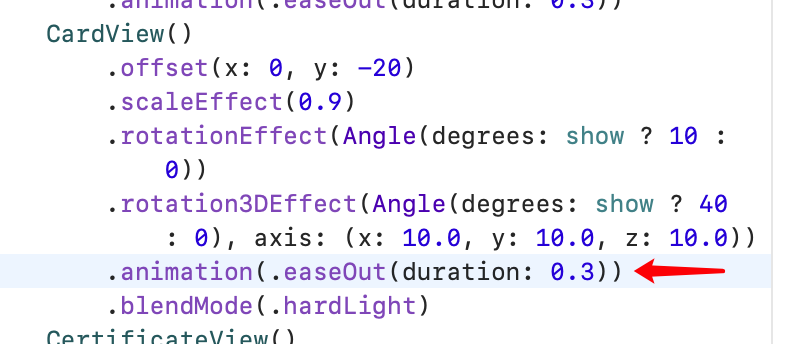 .animation(.easeOut(duration: 0.3))
CardView()
.offset(x: 0, y: -20)
.scaleEffect(0.9)
.rotationEffect(Angle(degrees: show ? 10 :
0))
.rotation3DEffect(Angle(degrees: show ? 40
: 0), axis: (x: 10.0, y: 10.0, z: 10.0))
.animation(.easeOut(duration: 0.3))
.blendMode(.hardLight)
CertificateView()